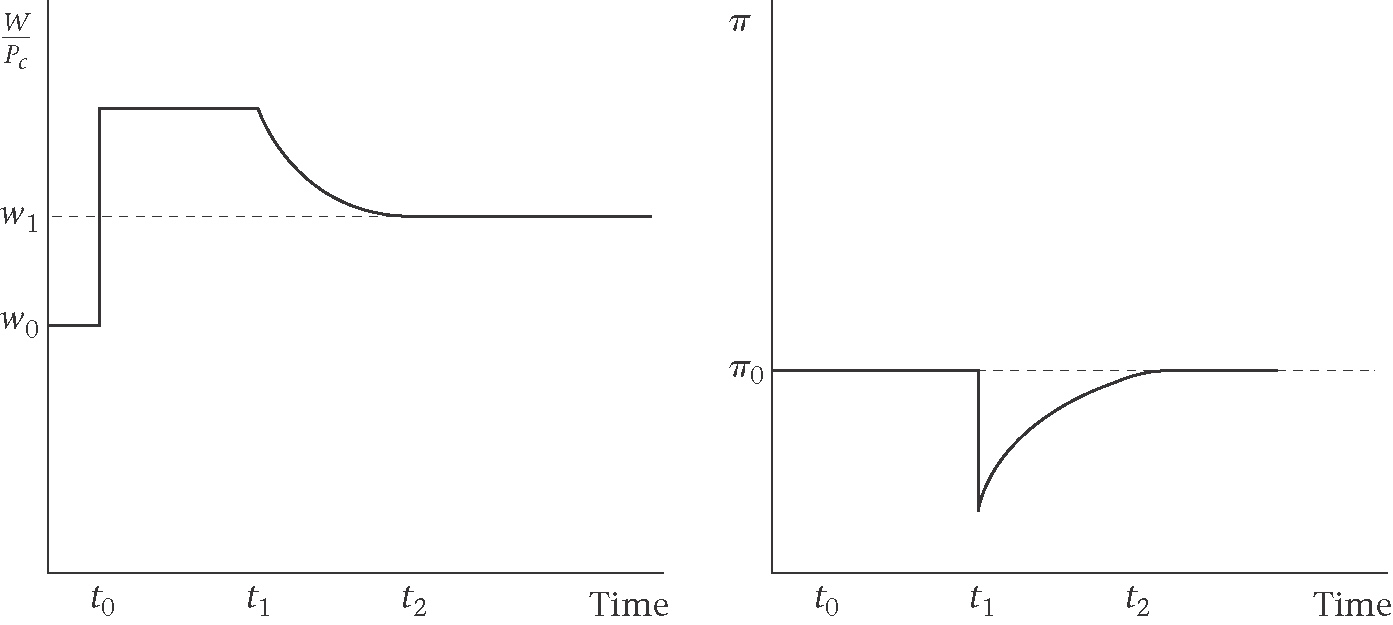 W/P_c
w_1
w_0
t_0 t_1 t_2 Time
π
π_0
t_0 t_1 t_2 Time